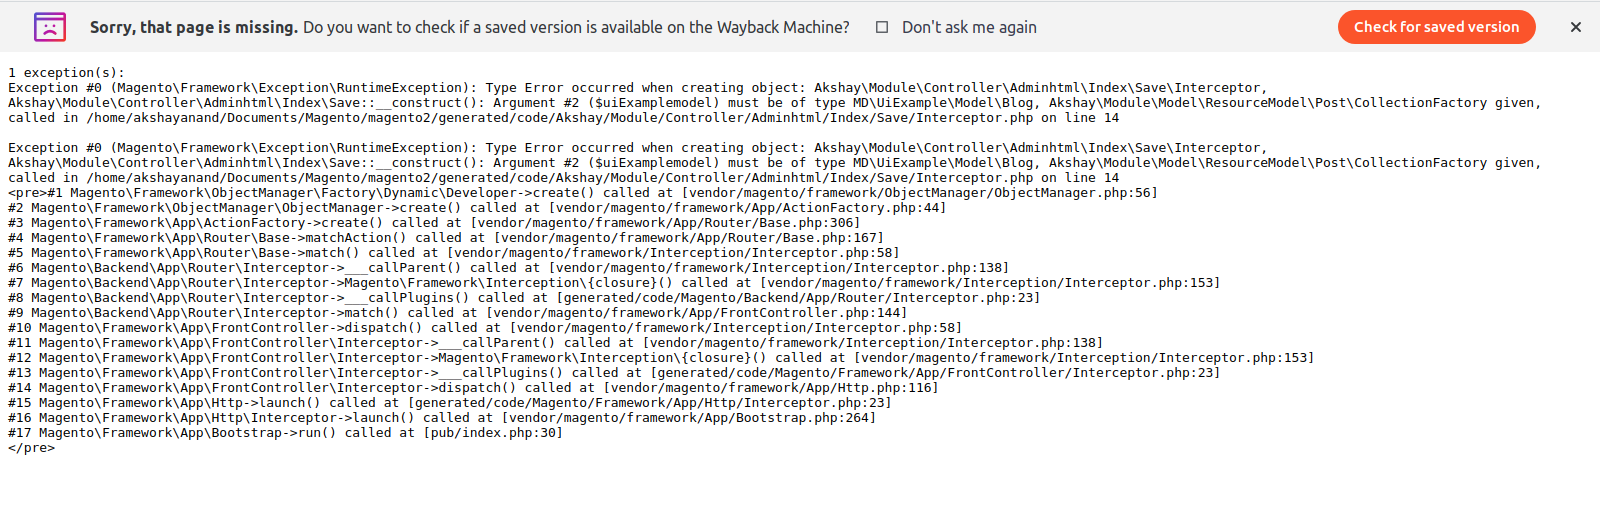 Sorry, that page is missing. Do you want to check if a saved version is available on the Wayback Machine? Don't ask me again Check for saved version
1 exception(s):
Exception #0 (Magento\Framework\Exception\RuntimeException): Type Error occurred when creating object: Akshay\Module\Controller\Adminhtml\Index\Save\Interceptor,
Akshay\Module\Controller\Adminhtml\Index\Save::__construct(): Argument #2 ($uiExamplemodel) must be of type MD\UiExample\Model\Blog, Akshay\Module\Model\ResourceModel\Post\CollectionFactory given,
called in /home/akshayanand/Documents/Magento/magento2/generated/code/Akshay/Module/Controller/Adminhtml/Index/Save/Interceptor.php on line 14
Exception #0 (Magento\Framework\Exception\RuntimeException): Type Error occurred when creating object: Akshay\Module\Controller\Adminhtml\Index\Save\Interceptor,
Akshay\Module\Controller\Adminhtml\Index\Save::__construct(): Argument #2 ($uiExamplemodel) must be of type MD\UiExample\Model\Blog, Akshay\Module\Model\ResourceModel\Post\CollectionFactory given,
called in /home/akshayanand/Documents/Magento/magento2/generated/code/Akshay/Module/Controller/Adminhtml/Index/Save/Interceptor.php on line 14
<pre>#1 Magento\Framework\ObjectManager\Factory\Dynamic\Developer->create() called at [vendor/magento/framework/ObjectManager/ObjectManager.php:56]
#2 Magento\Framework\ObjectManager\ObjectManager->create() called at [vendor/magento/framework/App/ActionFactory.php:44]
#3 Magento\Framework\App\ActionFactory->create() called at [vendor/magento/framework/App/Router/Base.php:306]
#4 Magento\Framework\App\Router\Base->matchAction() called at [vendor/magento/framework/App/Router/Base.php:167]
#5 Magento\Framework\App\Router\Base->match() called at [vendor/magento/framework/Interception/Interceptor.php:58]
#6 Magento\Backend\App\Router\Interceptor->___callParent() called at [vendor/magento/framework/Interception/Interceptor.php:138]
#7 Magento\Backend\App\Router\Interceptor->Magento\Framework\Interception\{closure}() called at [vendor/magento/framework/Interception/Interceptor.php:153]
#8 Magento\Backend\App\Router\Interceptor->___callPlugins() called at [generated/code/Magento/Backend/App/Router/Interceptor.php:23]
#9 Magento\Backend\App\Router\Interceptor->match() called at [vendor/magento/framework/App/FrontController.php:144]
#10 Magento\Framework\App\FrontController->dispatch() called at [vendor/magento/framework/Interception/Interceptor.php:58]
#11 Magento\Framework\App\FrontController\Interceptor->___callParent() called at [vendor/magento/framework/Interception/Interceptor.php:138]
#12 Magento\Framework\App\FrontController\Interceptor->Magento\Framework\Interception\{closure}() called at [vendor/magento/framework/Interception/Interceptor.php:153]
#13 Magento\Framework\App\FrontController\Interceptor->___callPlugins() called at [generated/code/Magento/Framework/App/FrontController/Interceptor.php:23]
#14 Magento\Framework\App\FrontController\Interceptor->dispatch() called at [vendor/magento/framework/App/Http.php:116]
#15 Magento\Framework\App\Http->launch() called at [generated/code/Magento/Framework/App/Http/Interceptor.php:23]
#16 Magento\Framework\App\Http\Interceptor->launch() called at [vendor/magento/framework/App/Bootstrap.php:264]
#17 Magento\Framework\App\Bootstrap->run() called at [pub/index.php:30]
</pre>